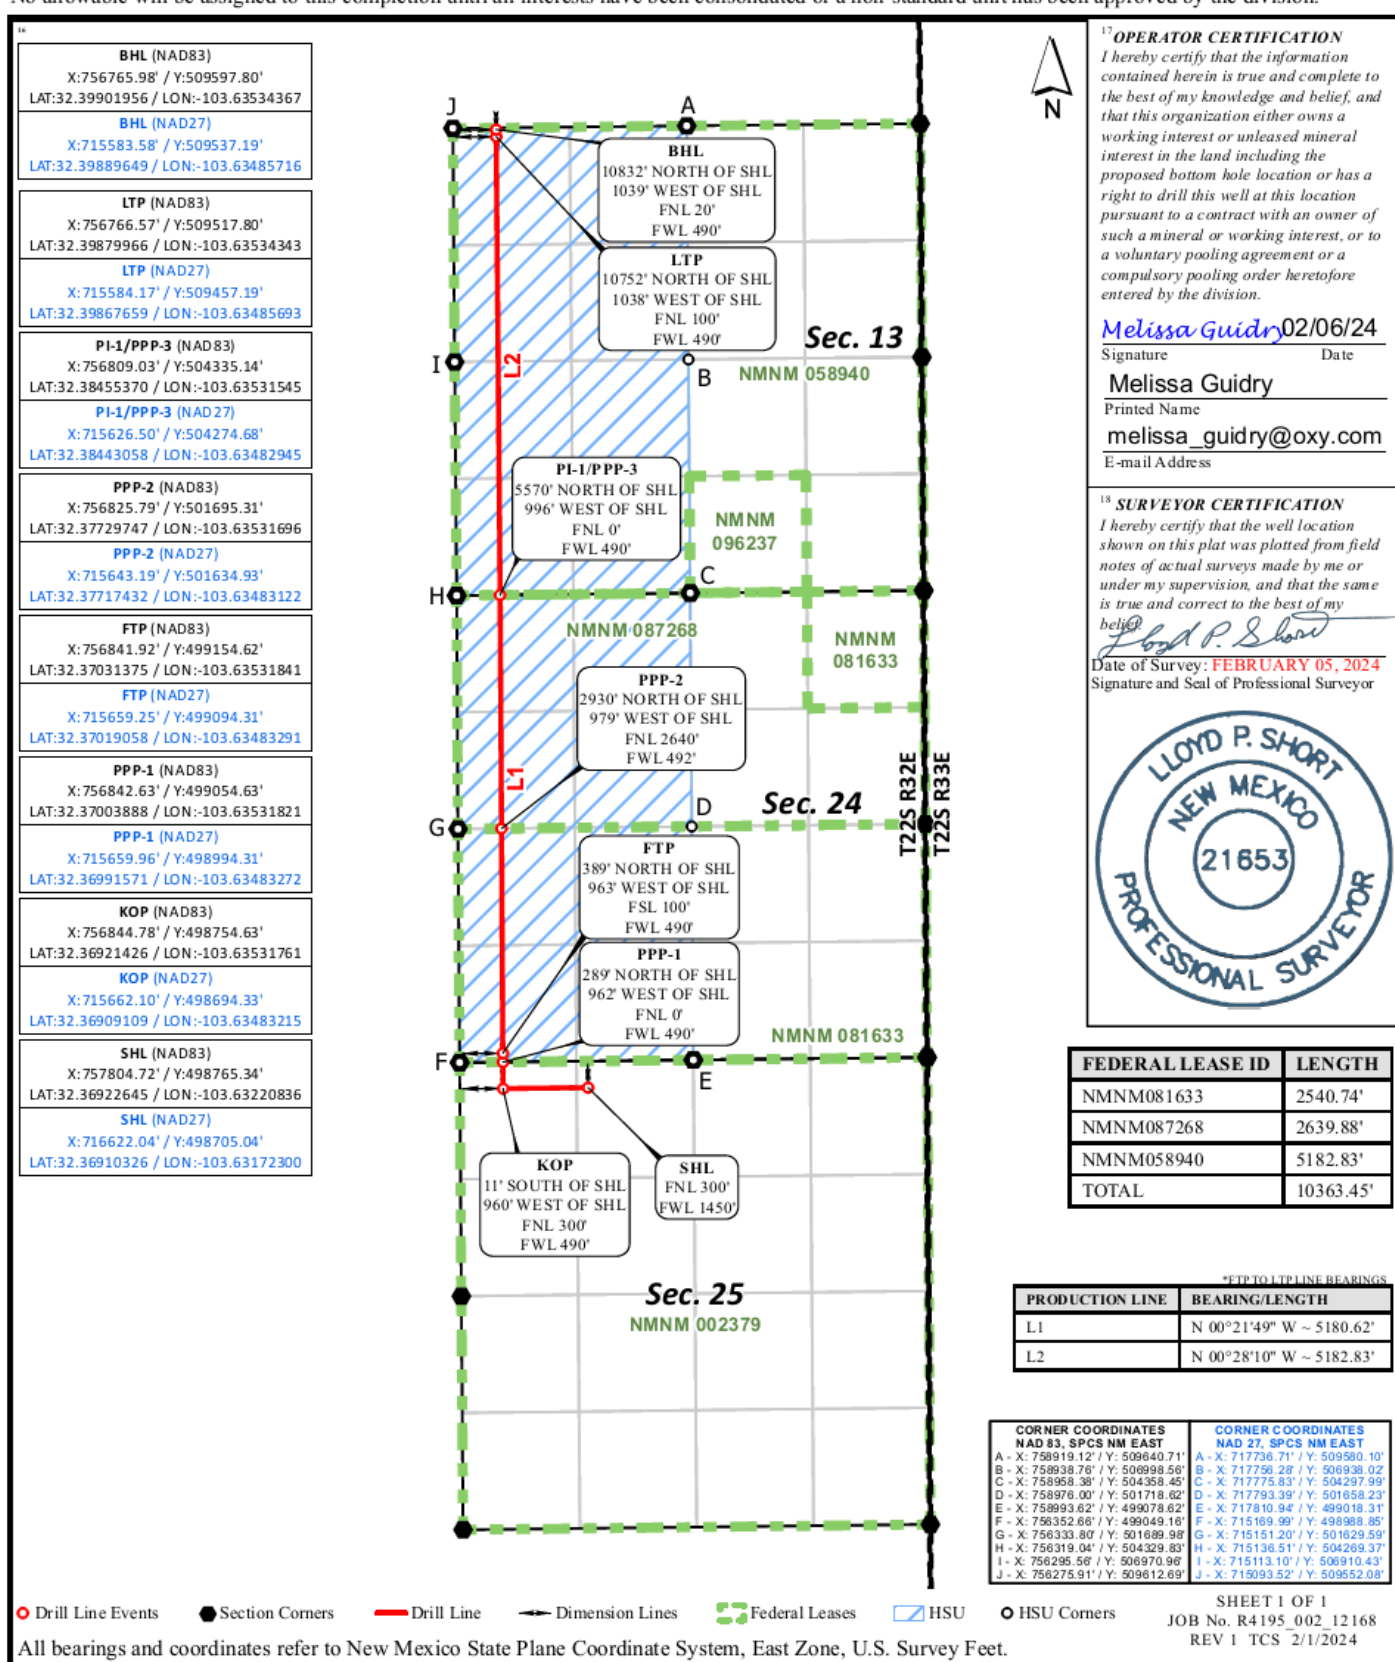 No allowable will be assigned to this completion until all interests have been consolidated or a non-standard unit has been approved by the division.
16
BHL (NAD83)
X:756765.98' / Y:509597.80'
LAT:32.39901956 / LON:-103.63534367
BHL (NAD27)
X:715583.58' / Y:509537.19'
LAT:32.39889649 / LON:-103.63485716
LTP (NAD83)
X:756766.57' / Y:509517.80'
LAT:32.39879966 / LON:-103.63534343
LTP (NAD27)
X:715584.17' / Y:509457.19'
LAT:32.39867659 / LON:-103.63485693
PI-1/PPP-3 (NAD83)
X:756809.03' / Y:504335.14'
LAT:32.38455370 / LON:-103.63531545
PI-1/PPP-3 (NAD27)
X:715626.50' / Y:504274.68'
LAT:32.38443058 / LON:-103.63482945
PPP-2 (NAD83)
X:756825.79' / Y:501695.31'
LAT:32.37729747 / LON:-103.63531696
PPP-2 (NAD27)
X:715643.19' / Y:501634.93'
LAT:32.37717432 / LON:-103.63483122
FTP (NAD83)
X:756841.92' / Y:499154.62'
LAT:32.37031375 / LON:-103.63531841
FTP (NAD27)
X:715659.25' / Y:499094.31'
LAT:32.37019058 / LON:-103.63483291
PPP-1 (NAD83)
X:756842.63' / Y:499054.63'
LAT:32.37003888 / LON:-103.63531821
PPP-1 (NAD27)
X:715659.96' / Y:498994.31'
LAT:32.36991571 / LON:-103.63483272
KOP (NAD83)
X:756844.78' / Y:498754.63'
LAT:32.36921426 / LON:-103.63531761
KOP (NAD27)
X:715662.10' / Y:498694.33'
LAT:32.36909109 / LON:-103.63483215
SHL (NAD83)
X:757804.72' / Y:498765.34'
LAT:32.36922645 / LON:-103.63220836
SHL (NAD27)
X:716622.04' / Y:498705.04'
LAT:32.36910326 / LON:-103.63172300
J
A
N
BHL
10832' NORTH OF SHL
1039' WEST OF SHL
FNL 20'
FWL 490'
LTP
10752' NORTH OF SHL
1038' WEST OF SHL
FNL 100'
FWL 490'
Sec. 13
I
L2
B
NMNM 058940
PI-1/PPP-3
5570' NORTH OF SHL
996' WEST OF SHL
FNL 0'
FWL 490'
NMNM
096237
H
C
NMNM 087268
NMNM
081633
PPP-2
2930' NORTH OF SHL
979' WEST OF SHL
FNL 2640'
FWL 492'
L1
T22S R32E
T22S R33E
Sec. 24
G
D
FTP
389' NORTH OF SHL
963' WEST OF SHL
FSL 100'
FWL 490'
PPP-1
289' NORTH OF SHL
962' WEST OF SHL
FNL 0'
FWL 490'
NMNM 081633
F
E
KOP
11' SOUTH OF SHL
960' WEST OF SHL
FNL 300'
FWL 490'
SHL
FNL 300'
FWL 1450'
Sec. 25
NMNM 002379
17 OPERATOR CERTIFICATION
I hereby certify that the information
contained herein is true and complete to
the best of my knowledge and belief, and
that this organization either owns a
working interest or unleased mineral
interest in the land including the
proposed bottom hole location or has a
right to drill this well at this location
pursuant to a contract with an owner of
such a mineral or working interest, or to
a voluntary pooling agreement or a
compulsory pooling order heretofore
entered by the division.
Melissa Guidry 02/06/24
Signature Date
Melissa Guidry
Printed Name
melissa_guidry@oxy.com
E-mail Address
18 SURVEYOR CERTIFICATION
I hereby certify that the well location
shown on this plat was plotted from field
notes of actual surveys made by me or
under my supervision, and that the same
is true and correct to the best of my
belief.
Lloyd P. Short
Date of Survey: FEBRUARY 05, 2024
Signature and Seal of Professional Surveyor
LLOYD P. SHORT
NEW MEXICO
21653
PROFESSIONAL SURVEYOR
FEDERAL LEASE ID LENGTH
NMNM081633 2540.74'
NMNM087268 2639.88'
NMNM058940 5182.83'
TOTAL 10363.45'
*FTP TO LTP LINE BEARINGS
PRODUCTION LINE BEARING/LENGTH
L1 N 00°21'49" W ~ 5180.62'
L2 N 00°28'10" W ~ 5182.83'
CORNER COORDINATES
NAD 83, SPCS NM EAST
A - X: 758919.12' / Y: 509640.71'
B - X: 758938.76' / Y: 506998.56'
C - X: 758958.38' / Y: 504358.45'
D - X: 758976.00' / Y: 501718.62'
E - X: 758993.62' / Y: 499078.62'
F - X: 756352.66' / Y: 499049.16'
G - X: 756333.80' / Y: 501689.98'
H - X: 756319.04' / Y: 504329.83'
I - X: 756295.56' / Y: 506970.96'
J - X: 756275.91' / Y: 509612.69'
CORNER COORDINATES
NAD 27, SPCS NM EAST
A - X: 717736.71' / Y: 509580.10'
B - X: 717756.28' / Y: 506938.02'
C - X: 717775.83' / Y: 504297.99'
D - X: 717793.39' / Y: 501658.23'
E - X: 717810.94' / Y: 499018.31'
F - X: 715169.99' / Y: 498988.85'
G - X: 715151.20' / Y: 501629.59'
H - X: 715136.51' / Y: 504269.37'
I - X: 715113.10' / Y: 506910.43'
J - X: 715093.52' / Y: 509552.08'
Drill Line Events Section Corners Drill Line Dimension Lines Federal Leases HSU HSU Corners
SHEET 1 OF 1
JOB No. R4195_002_12168
REV 1 TCS 2/1/2024
All bearings and coordinates refer to New Mexico State Plane Coordinate System, East Zone, U.S. Survey Feet.